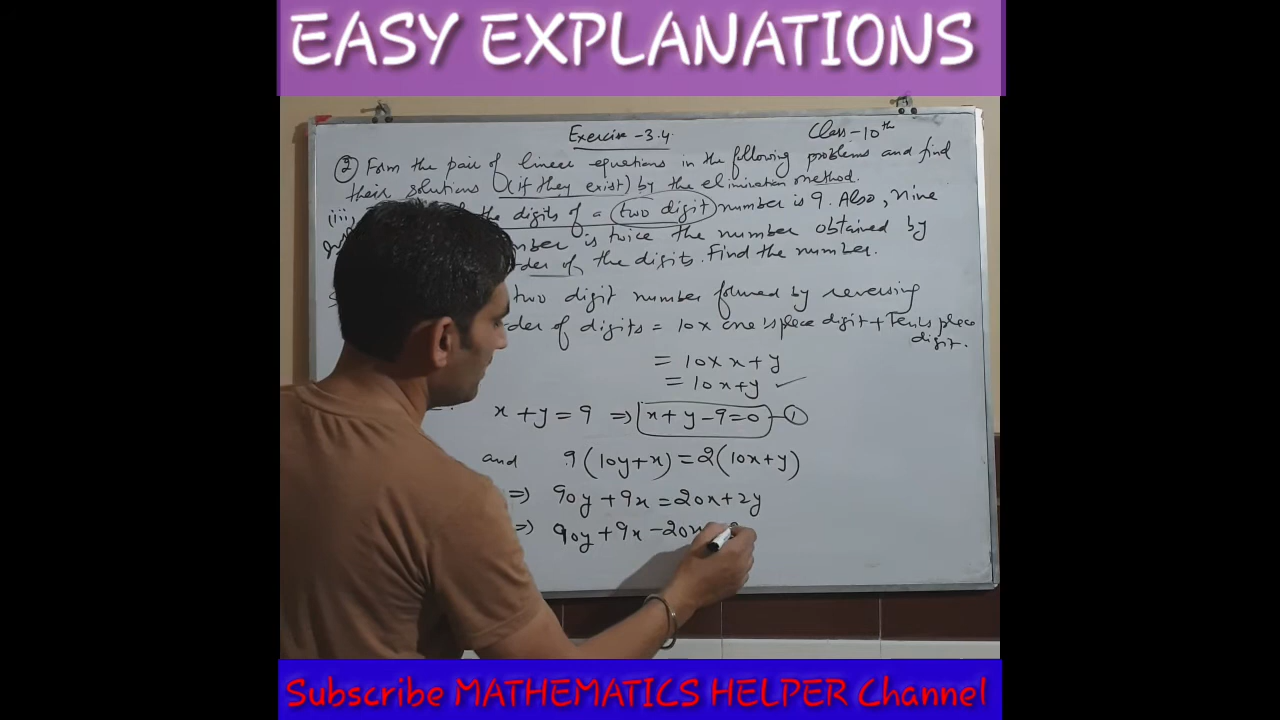 EASY EXPLANATIONS
Exercise - 3.4.
Class - 10th
② Form the pair of linear equations in the following problems and find
their solutions (if they exist) by the elimination method.
(iii) the digits of a two digit number is 9. Also, nine
is twice the number obtained by
of the digits. Find the number.
two digit number formed by reversing
of digits = 10x one's place digit + Ten's place
digit.
= 10x x + y
= 10x + y ✓
x + y = 9 ⇒ x + y - 9 = 0 - ①
and 9 (10y + x) = 2 (10x + y)
⇒ 90y + 9x = 20x + 2y
⇒ 90y + 9x - 20x
Subscribe MATHEMATICS HELPER Channel